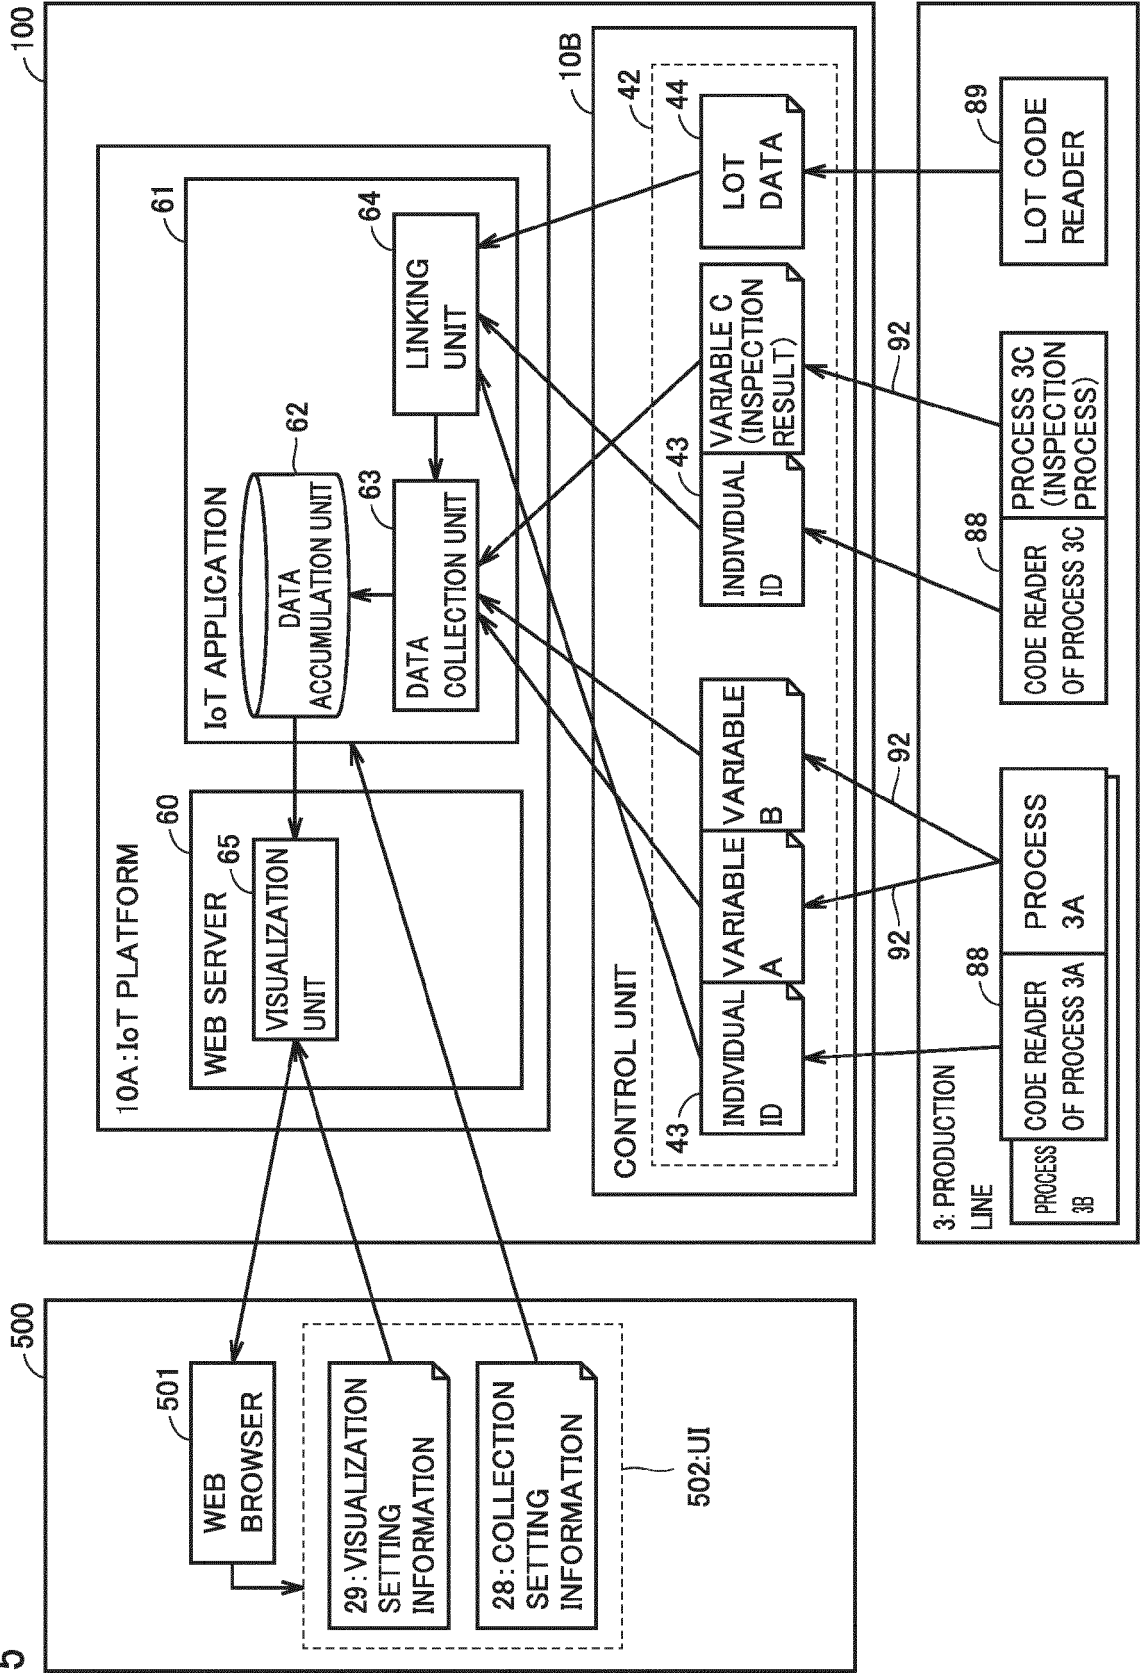 5
500
501
WEB
BROWSER
29:VISUALIZATION
SETTING
INFORMATION
28:COLLECTION
SETTING
INFORMATION
502:UI
100
10A:IoT PLATFORM
60
WEB SERVER
65
VISUALIZATION
UNIT
61
IoT APPLICATION
62
DATA
ACCUMULATION UNIT
63
DATA
COLLECTION UNIT
64
LINKING
UNIT
10B
CONTROL UNIT
42
43
INDIVIDUAL
ID
VARIABLE
A
VARIABLE
B
43
INDIVIDUAL
ID
VARIABLE C
(INSPECTION
RESULT)
44
LOT
DATA
92
92
92
3: PRODUCTION
LINE
PROCESS
3B
88
CODE READER
OF PROCESS 3A
PROCESS
3A
88
CODE READER
OF PROCESS 3C
PROCESS 3C
(INSPECTION
PROCESS)
89
LOT CODE
READER